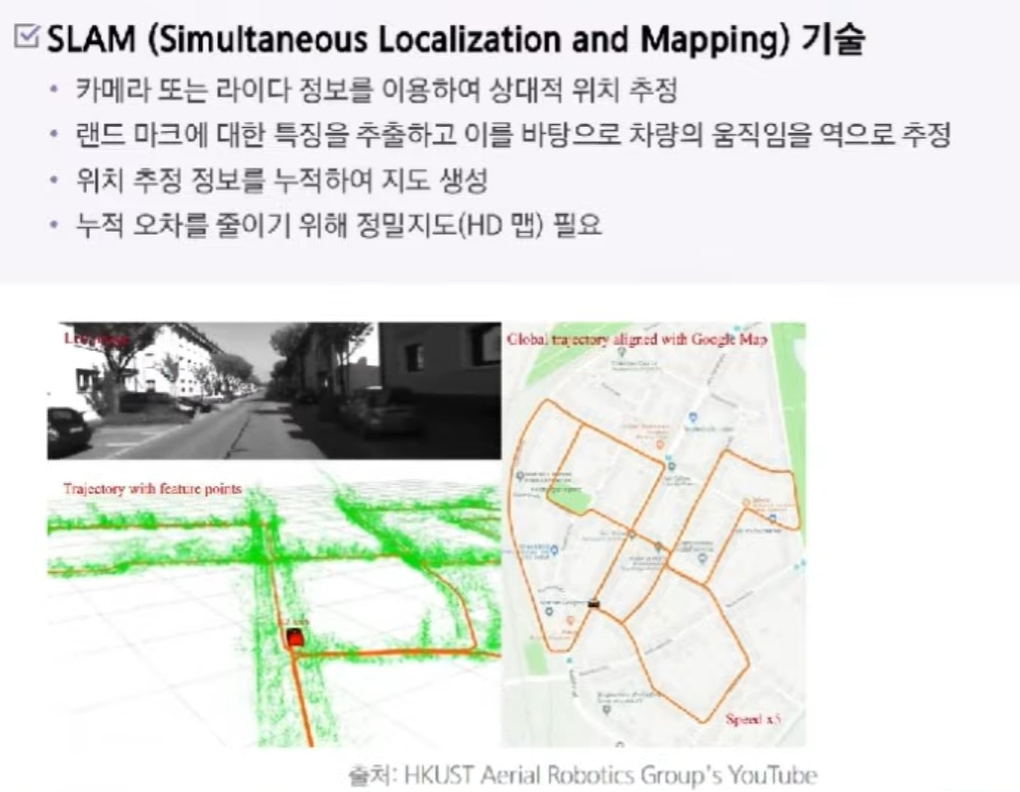 SLAM (Simultaneous Localization and Mapping) 기술
• 카메라 또는 라이다 정보를 이용하여 상대적 위치 추정
• 랜드 마크에 대한 특징을 추출하고 이를 바탕으로 차량의 움직임을 역으로 추정
• 위치 추정 정보를 누적하여 지도 생성
• 누적 오차를 줄이기 위해 정밀지도(HD 맵) 필요
Global trajectory aligned with Google Map
Trajectory with feature points
Speed x5
출처: HKUST Aerial Robotics Group's YouTube